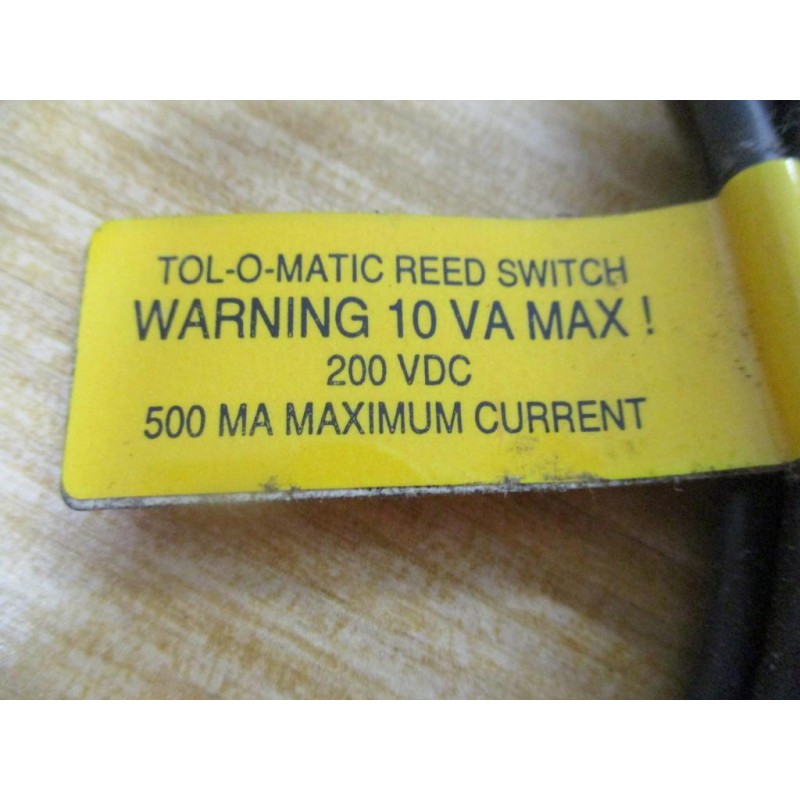 TOL-O-MATIC REED SWITCH
WARNING 10 VA MAX !
200 VDC
500 MA MAXIMUM CURRENT